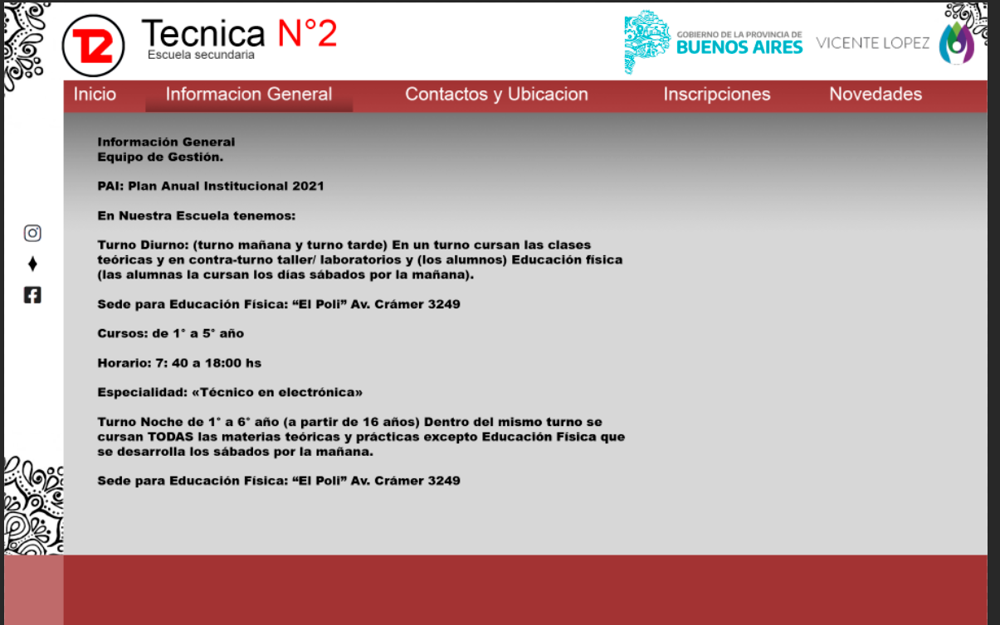 T2
Tecnica N°2
Escuela secundaria
GOBIERNO DE LA PROVINCIA DE
BUENOS AIRES
VICENTE LOPEZ
Inicio
Informacion General
Contactos y Ubicacion
Inscripciones
Novedades
Información General
Equipo de Gestión.
PAI: Plan Anual Institucional 2021
En Nuestra Escuela tenemos:
Turno Diurno: (turno mañana y turno tarde) En un turno cursan las clases
teóricas y en contra-turno taller/ laboratorios y (los alumnos) Educación física
(las alumnas la cursan los días sábados por la mañana).
Sede para Educación Física: “El Poli” Av. Crámer 3249
Cursos: de 1° a 5° año
Horario: 7: 40 a 18:00 hs
Especialidad: «Técnico en electrónica»
Turno Noche de 1° a 6° año (a partir de 16 años) Dentro del mismo turno se
cursan TODAS las materias teóricas y prácticas excepto Educación Física que
se desarrolla los sábados por la mañana.
Sede para Educación Física: “El Poli” Av. Crámer 3249